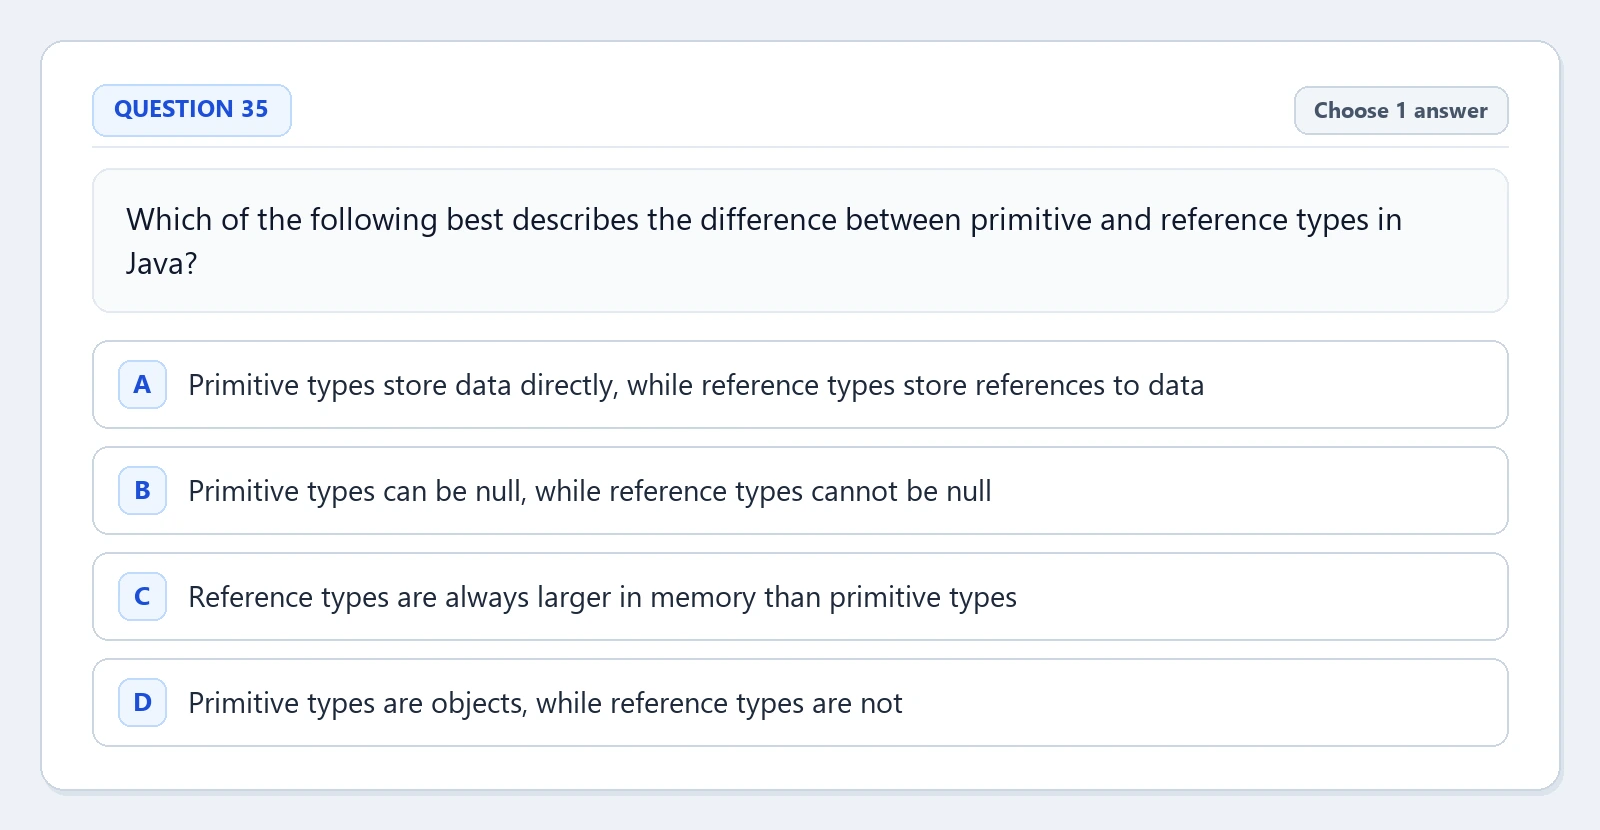 QUESTION 35
Choose 1 answer
Which of the following best describes the difference between primitive and reference types in
Java?
A Primitive types store data directly, while reference types store references to data
B Primitive types can be null, while reference types cannot be null
C Reference types are always larger in memory than primitive types
D Primitive types are objects, while reference types are not